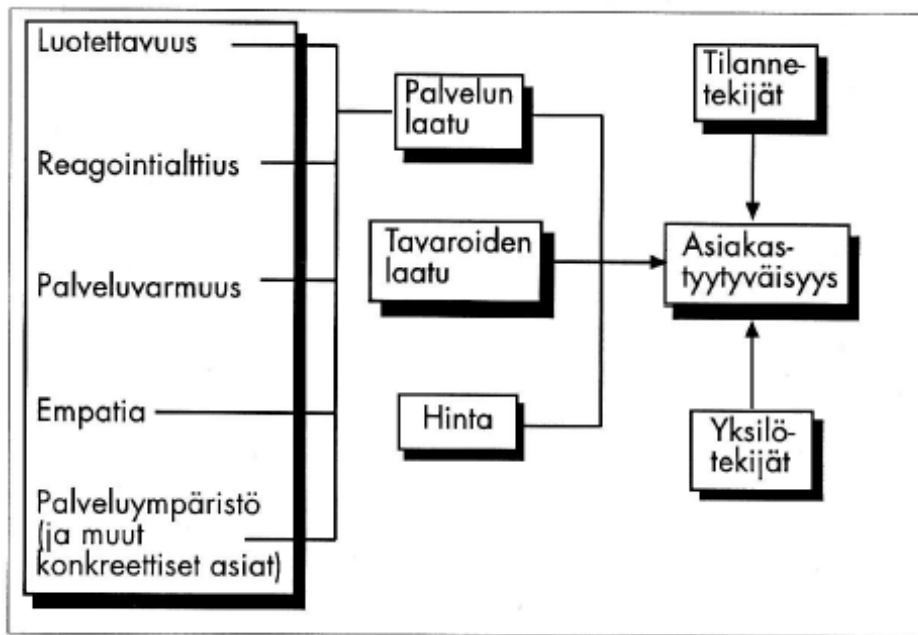 Luotettavuus
Reagointialttius
Palveluvarmuus
Empatia
Palveluympäristö
(ja muut
konkreettiset asiat)
Palvelun
laatu
Tavaroiden
laatu
Hinta
Tilanne-
tekijät
Asiakas-
tyytyväisyys
Yksilö-
tekijät